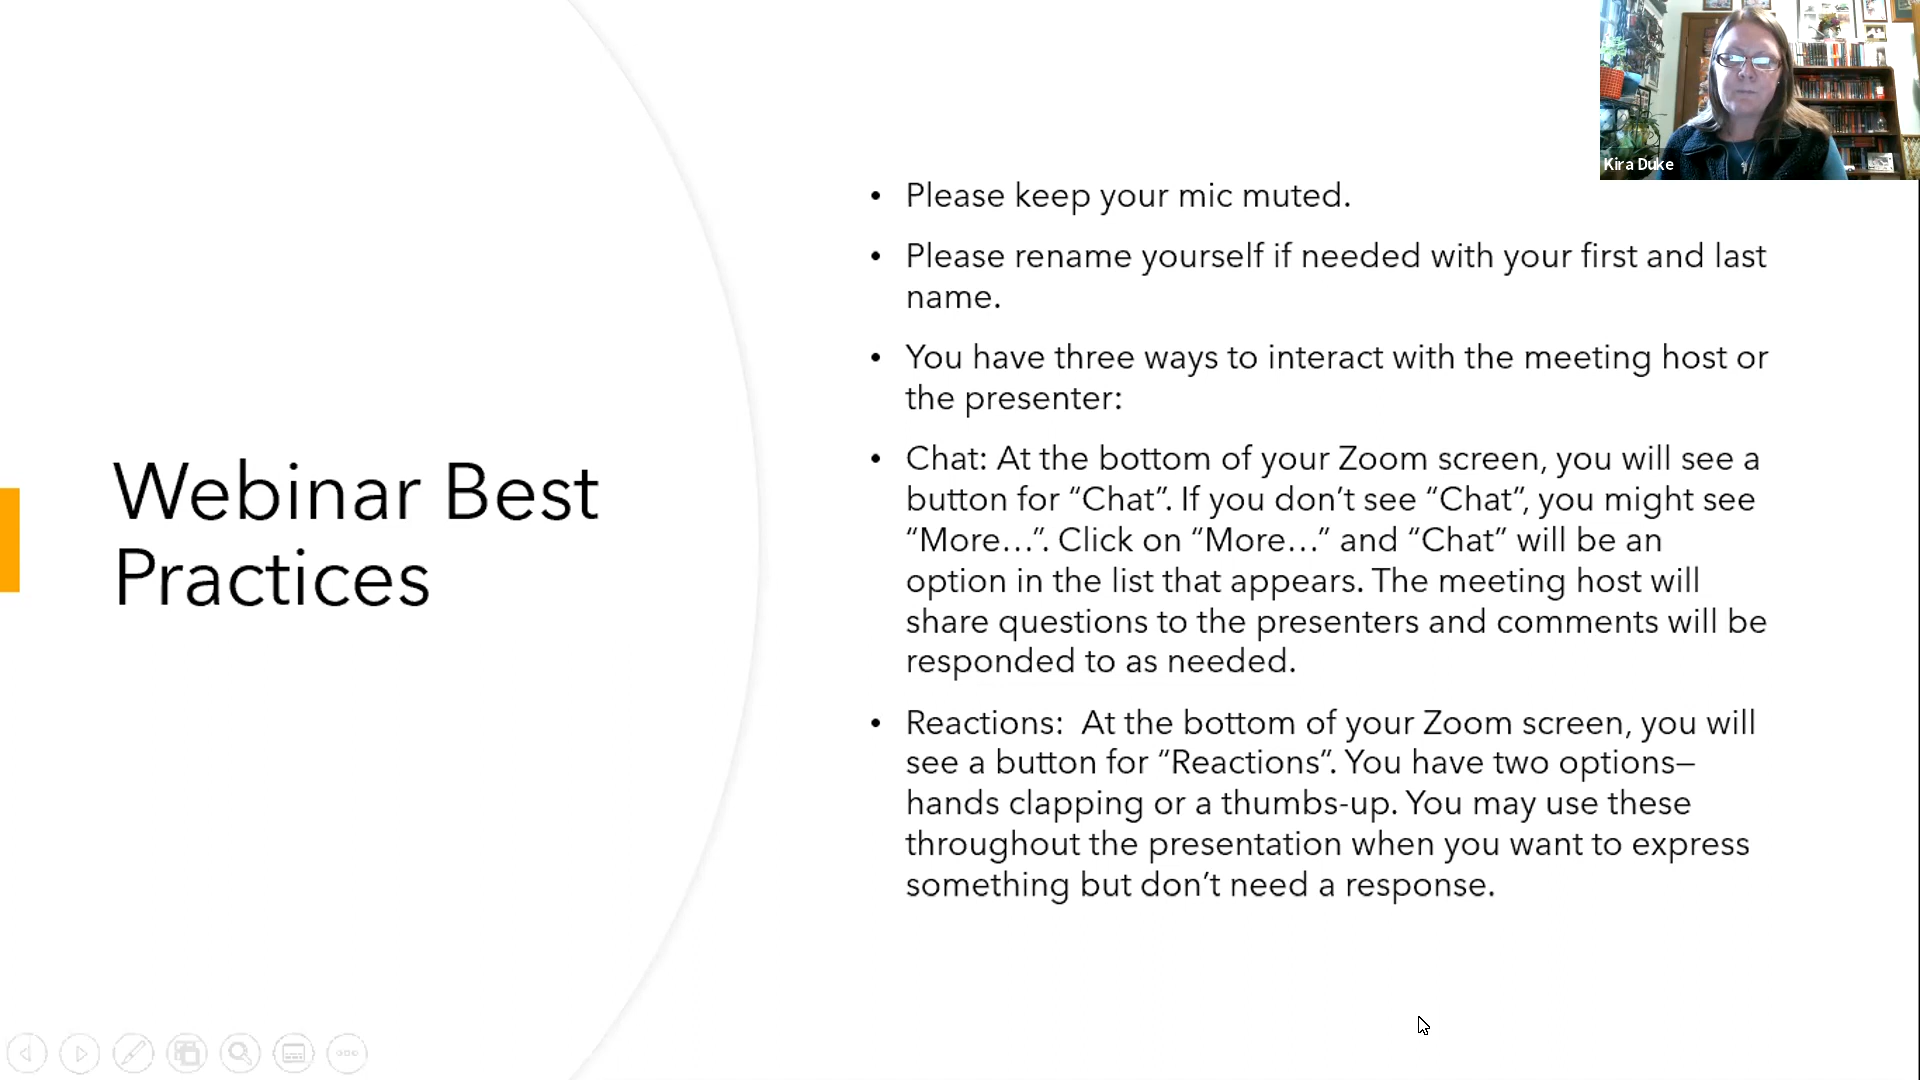 Webinar Best
Practices
• Please keep your mic muted.
• Please rename yourself if needed with your first and last
name.
• You have three ways to interact with the meeting host or
the presenter:
• Chat: At the bottom of your Zoom screen, you will see a
button for “Chat”. If you don’t see “Chat”, you might see
“More…”. Click on “More…” and “Chat” will be an
option in the list that appears. The meeting host will
share questions to the presenters and comments will be
responded to as needed.
• Reactions:  At the bottom of your Zoom screen, you will
see a button for “Reactions”. You have two options—
hands clapping or a thumbs-up. You may use these
throughout the presentation when you want to express
something but don’t need a response.
Kira Duke